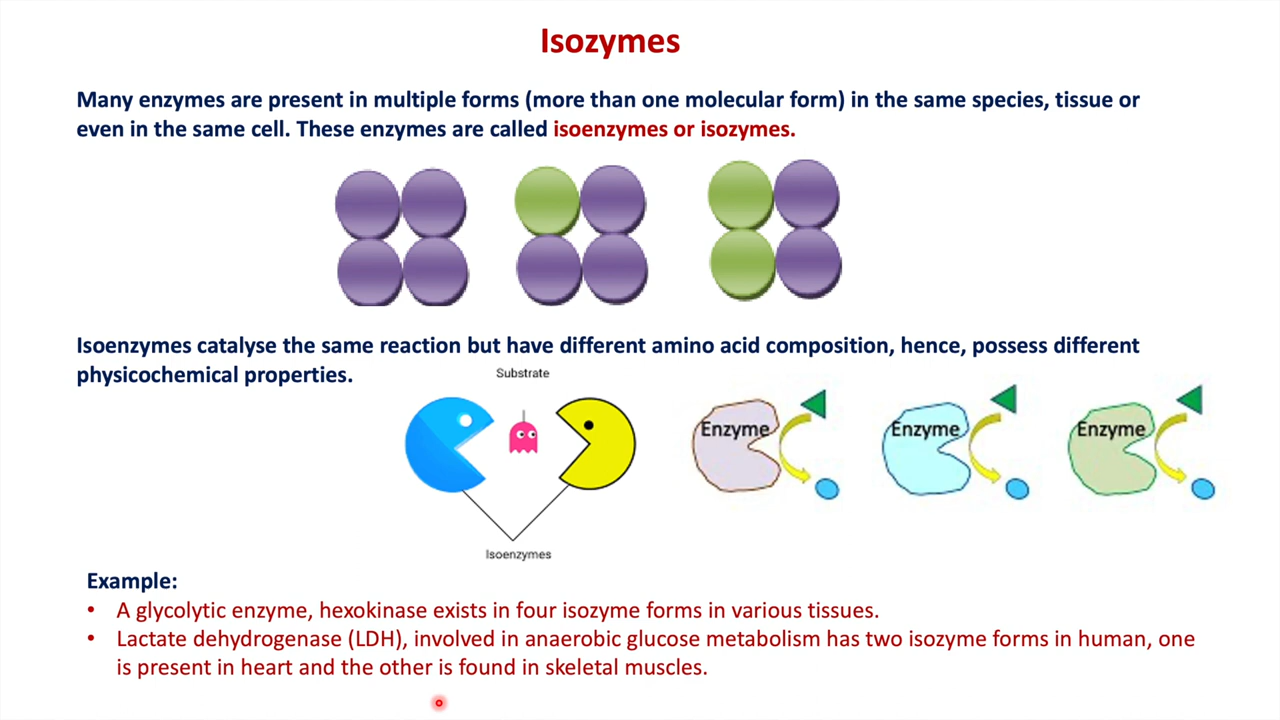 Isozymes
Many enzymes are present in multiple forms (more than one molecular form) in the same species, tissue or
even in the same cell. These enzymes are called isoenzymes or isozymes.
Isoenzymes catalyse the same reaction but have different amino acid composition, hence, possess different
physicochemical properties.
Substrate
Enzyme
Enzyme
Enzyme
Isoenzymes
Example:
• A glycolytic enzyme, hexokinase exists in four isozyme forms in various tissues.
• Lactate dehydrogenase (LDH), involved in anaerobic glucose metabolism has two isozyme forms in human, one
is present in heart and the other is found in skeletal muscles.